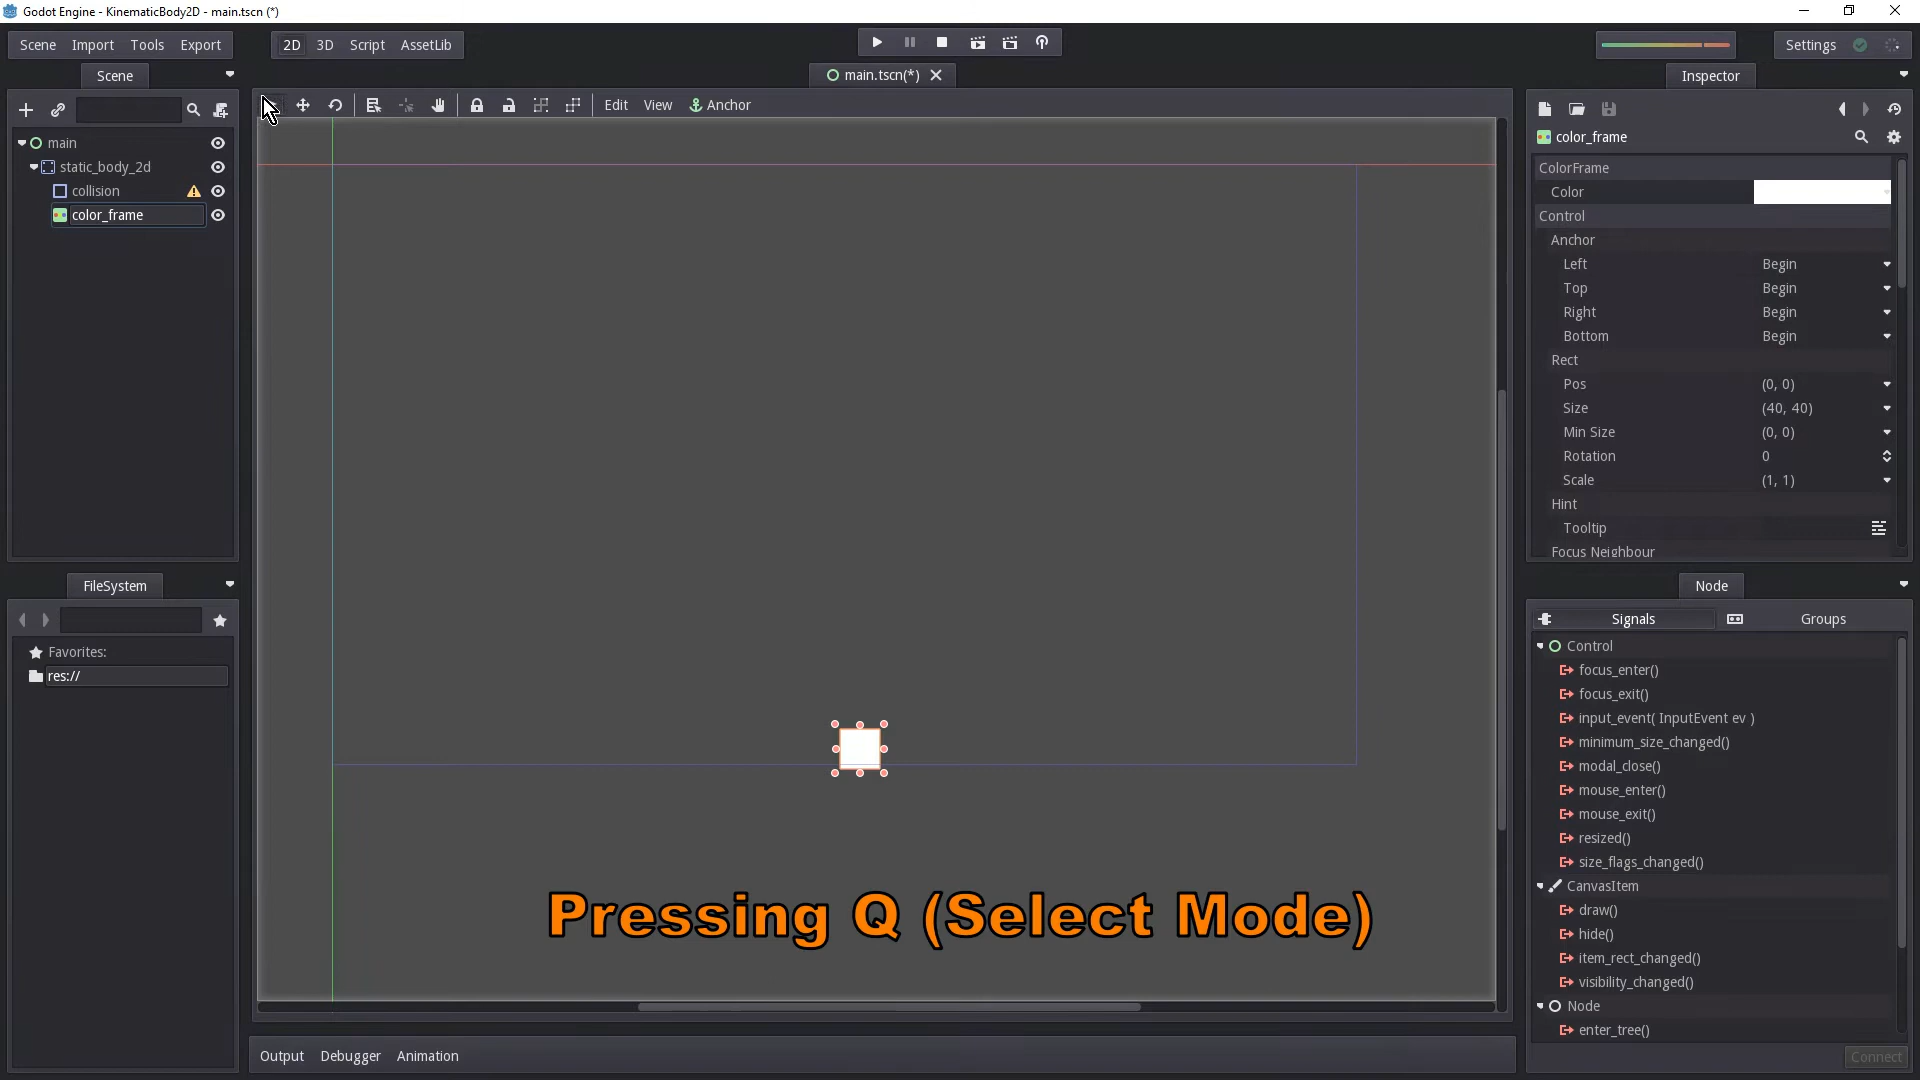 Godot Engine - KinematicBody2D - main.tscn (*)
Scene Import Tools Export
2D 3D Script AssetLib
Settings
Scene
main.tscn(*)
Inspector
Edit View Anchor
main
static_body_2d
collision
color_frame
color_frame
ColorFrame
Color
Control
Anchor
Left Begin
Top Begin
Right Begin
Bottom Begin
Rect
Pos (0, 0)
Size (40, 40)
Min Size (0, 0)
Rotation 0
Scale (1, 1)
Hint
Tooltip
Focus Neighbour
FileSystem
Favorites:
res://
Node
Signals Groups
Control
focus_enter()
focus_exit()
input_event( InputEvent ev )
minimum_size_changed()
modal_close()
mouse_enter()
mouse_exit()
resized()
size_flags_changed()
CanvasItem
draw()
hide()
item_rect_changed()
visibility_changed()
Node
enter_tree()
Connect
Pressing Q (Select Mode)
Output Debugger Animation